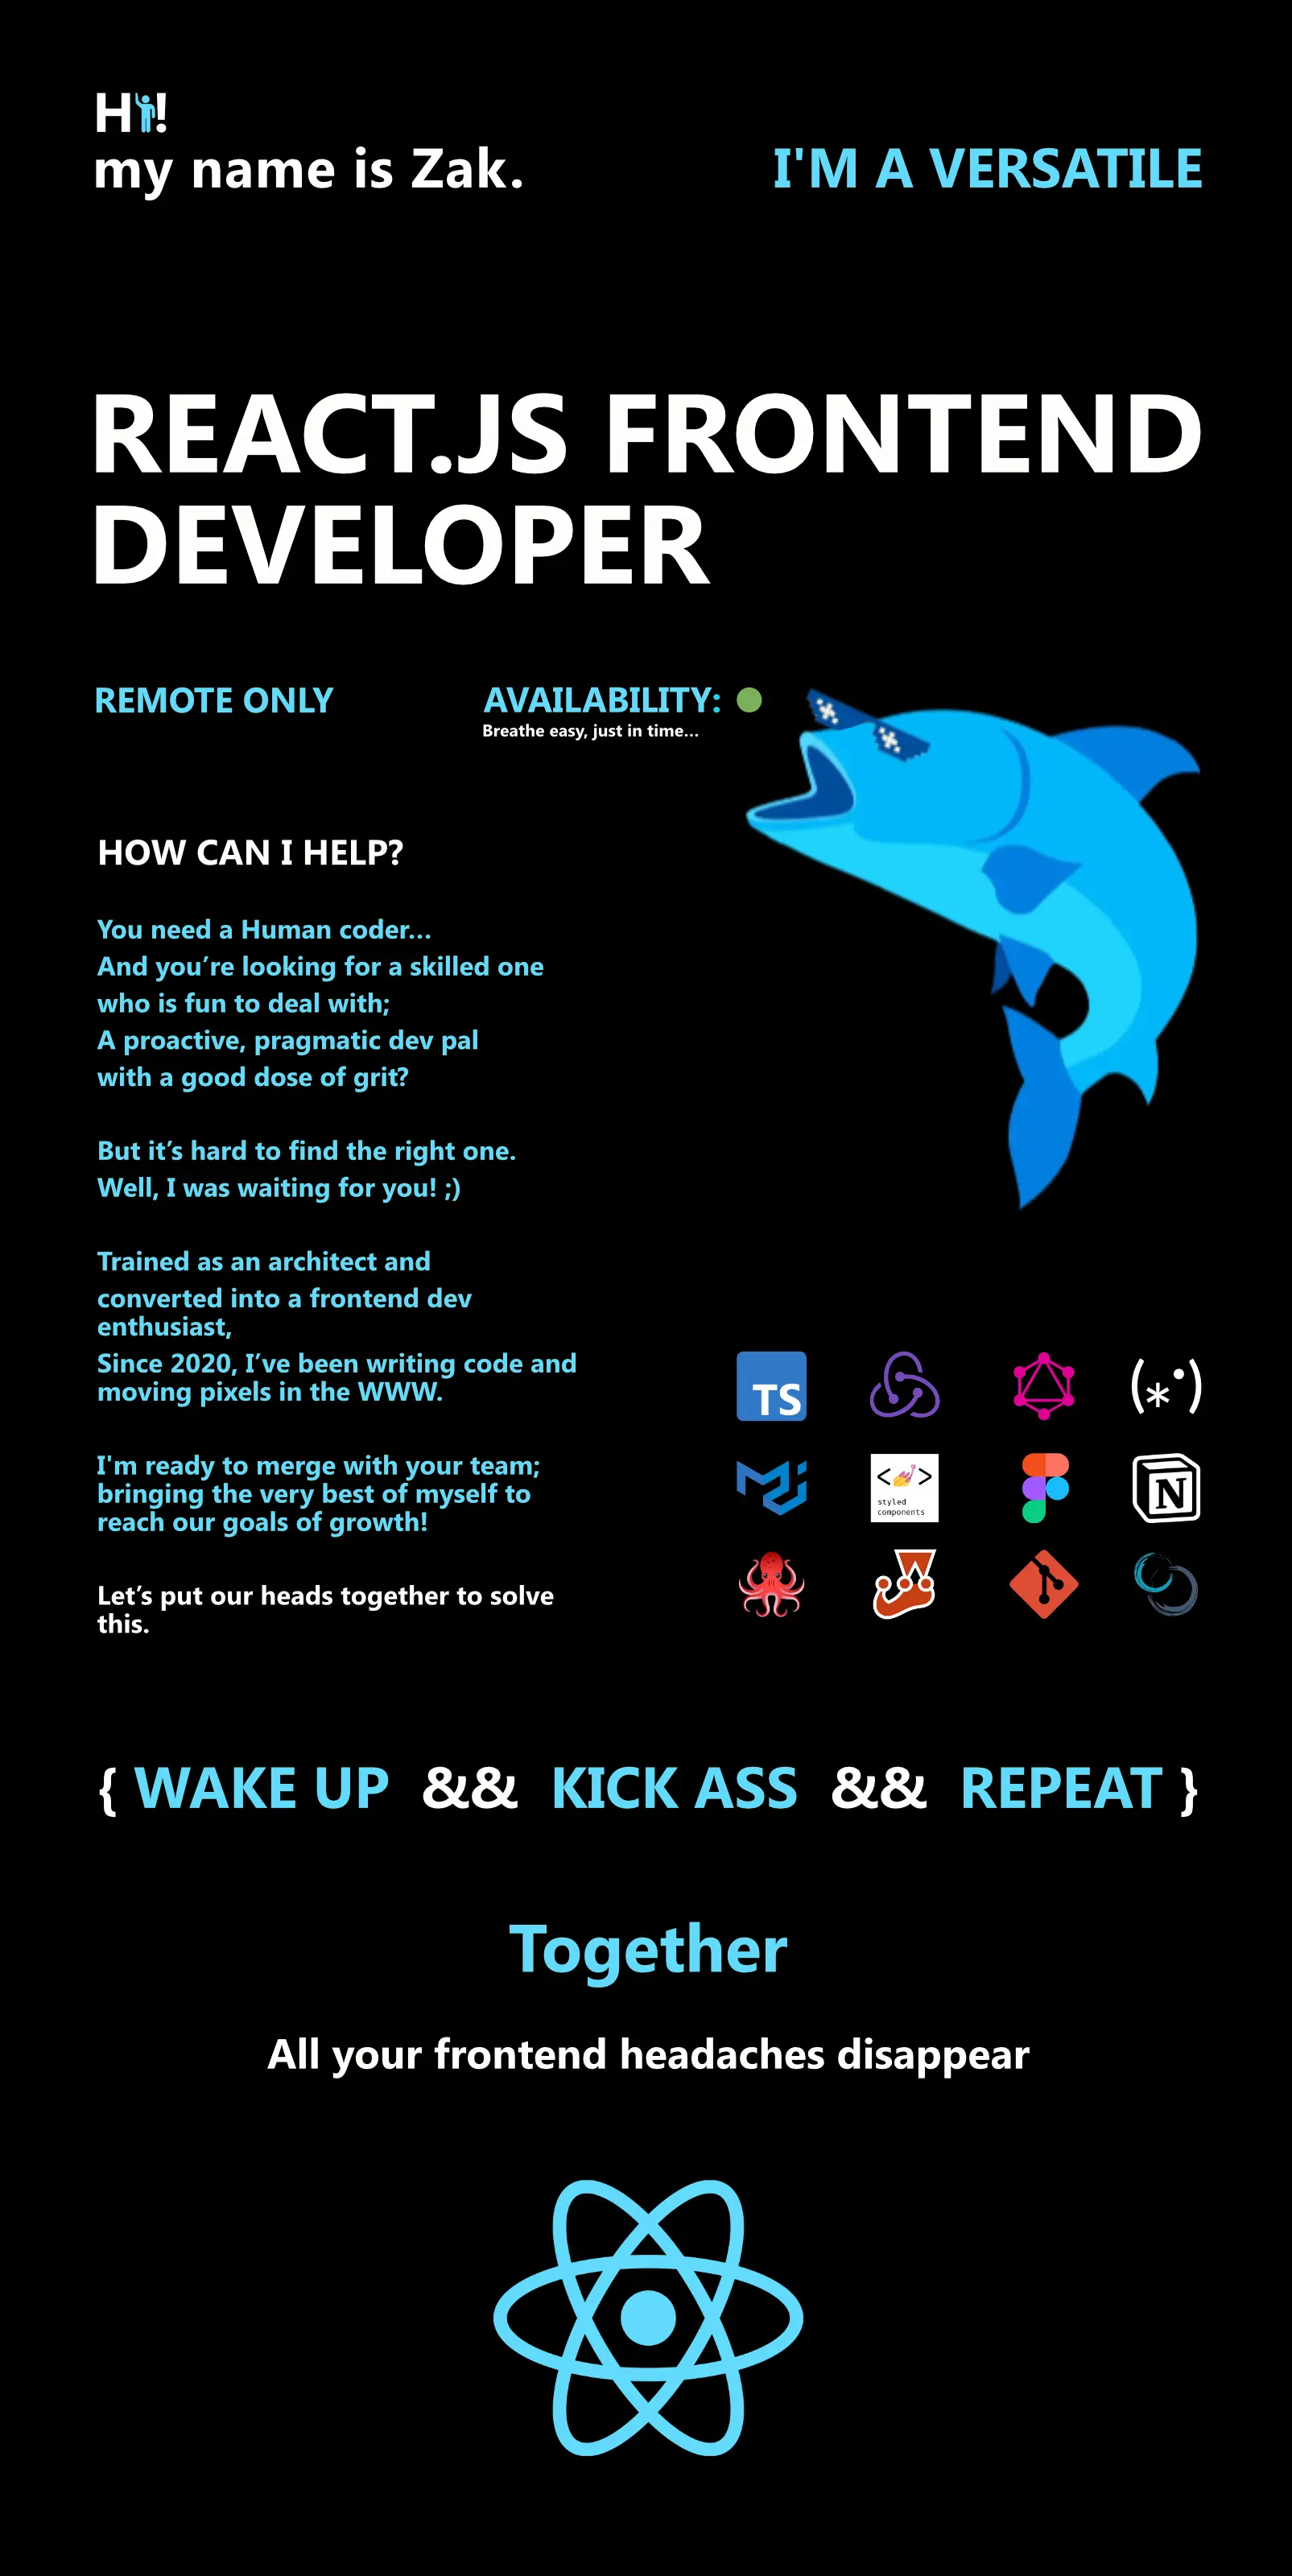 Hi!
my name is Zak.
I'M A VERSATILE
REACT.JS FRONTEND
DEVELOPER
REMOTE ONLY
AVAILABILITY:
Breathe easy, just in time...
HOW CAN I HELP?
You need a Human coder...
And you’re looking for a skilled one
who is fun to deal with;
A proactive, pragmatic dev pal
with a good dose of grit?
But it’s hard to find the right one.
Well, I was waiting for you! ;)
Trained as an architect and
converted into a frontend dev
enthusiast,
Since 2020, I’ve been writing code and
moving pixels in the WWW.
I'm ready to merge with your team;
bringing the very best of myself to
reach our goals of growth!
Let’s put our heads together to solve
this.
TS
(*•)
< >
styled
components
N
{ WAKE UP && KICK ASS && REPEAT }
Together
All your frontend headaches disappear